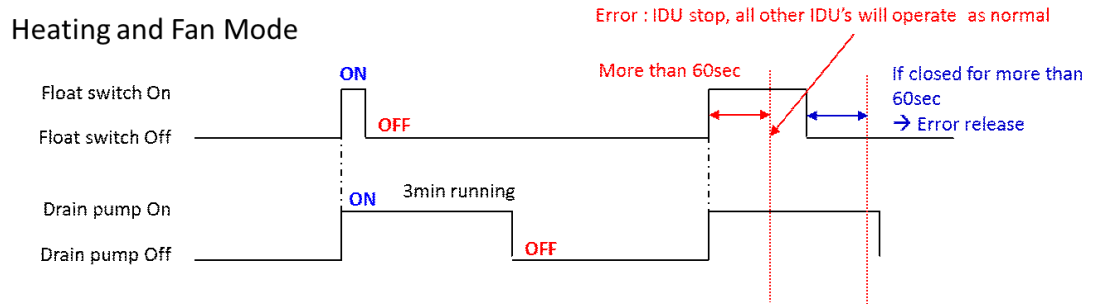 Error : IDU stop, all other IDU's will operate as normal
Heating and Fan Mode
ON
More than 60sec
If closed for more than
60sec
→ Error release
Float switch On
OFF
Float switch Off
3min running
ON
Drain pump On
OFF
Drain pump Off